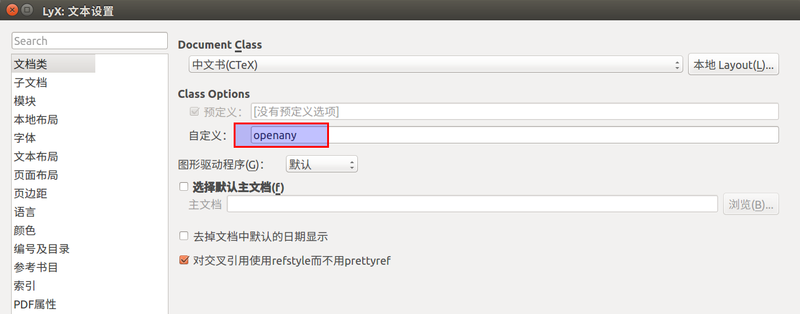 LyX: 文本设置
Search
文档类
子文档
模块
本地布局
字体
文本布局
页面布局
页边距
语言
颜色
编号及目录
参考书目
索引
PDF属性
Document Class
中文书(CTeX)
本地 Layout(L)...
Class Options
预定义： [没有预定义选项]
自定义： openany
图形驱动程序(G)： 默认
选择默认主文档(f)
主文档
浏览(B)...
去掉文档中默认的日期显示
对交叉引用使用refstyle而不用prettyref